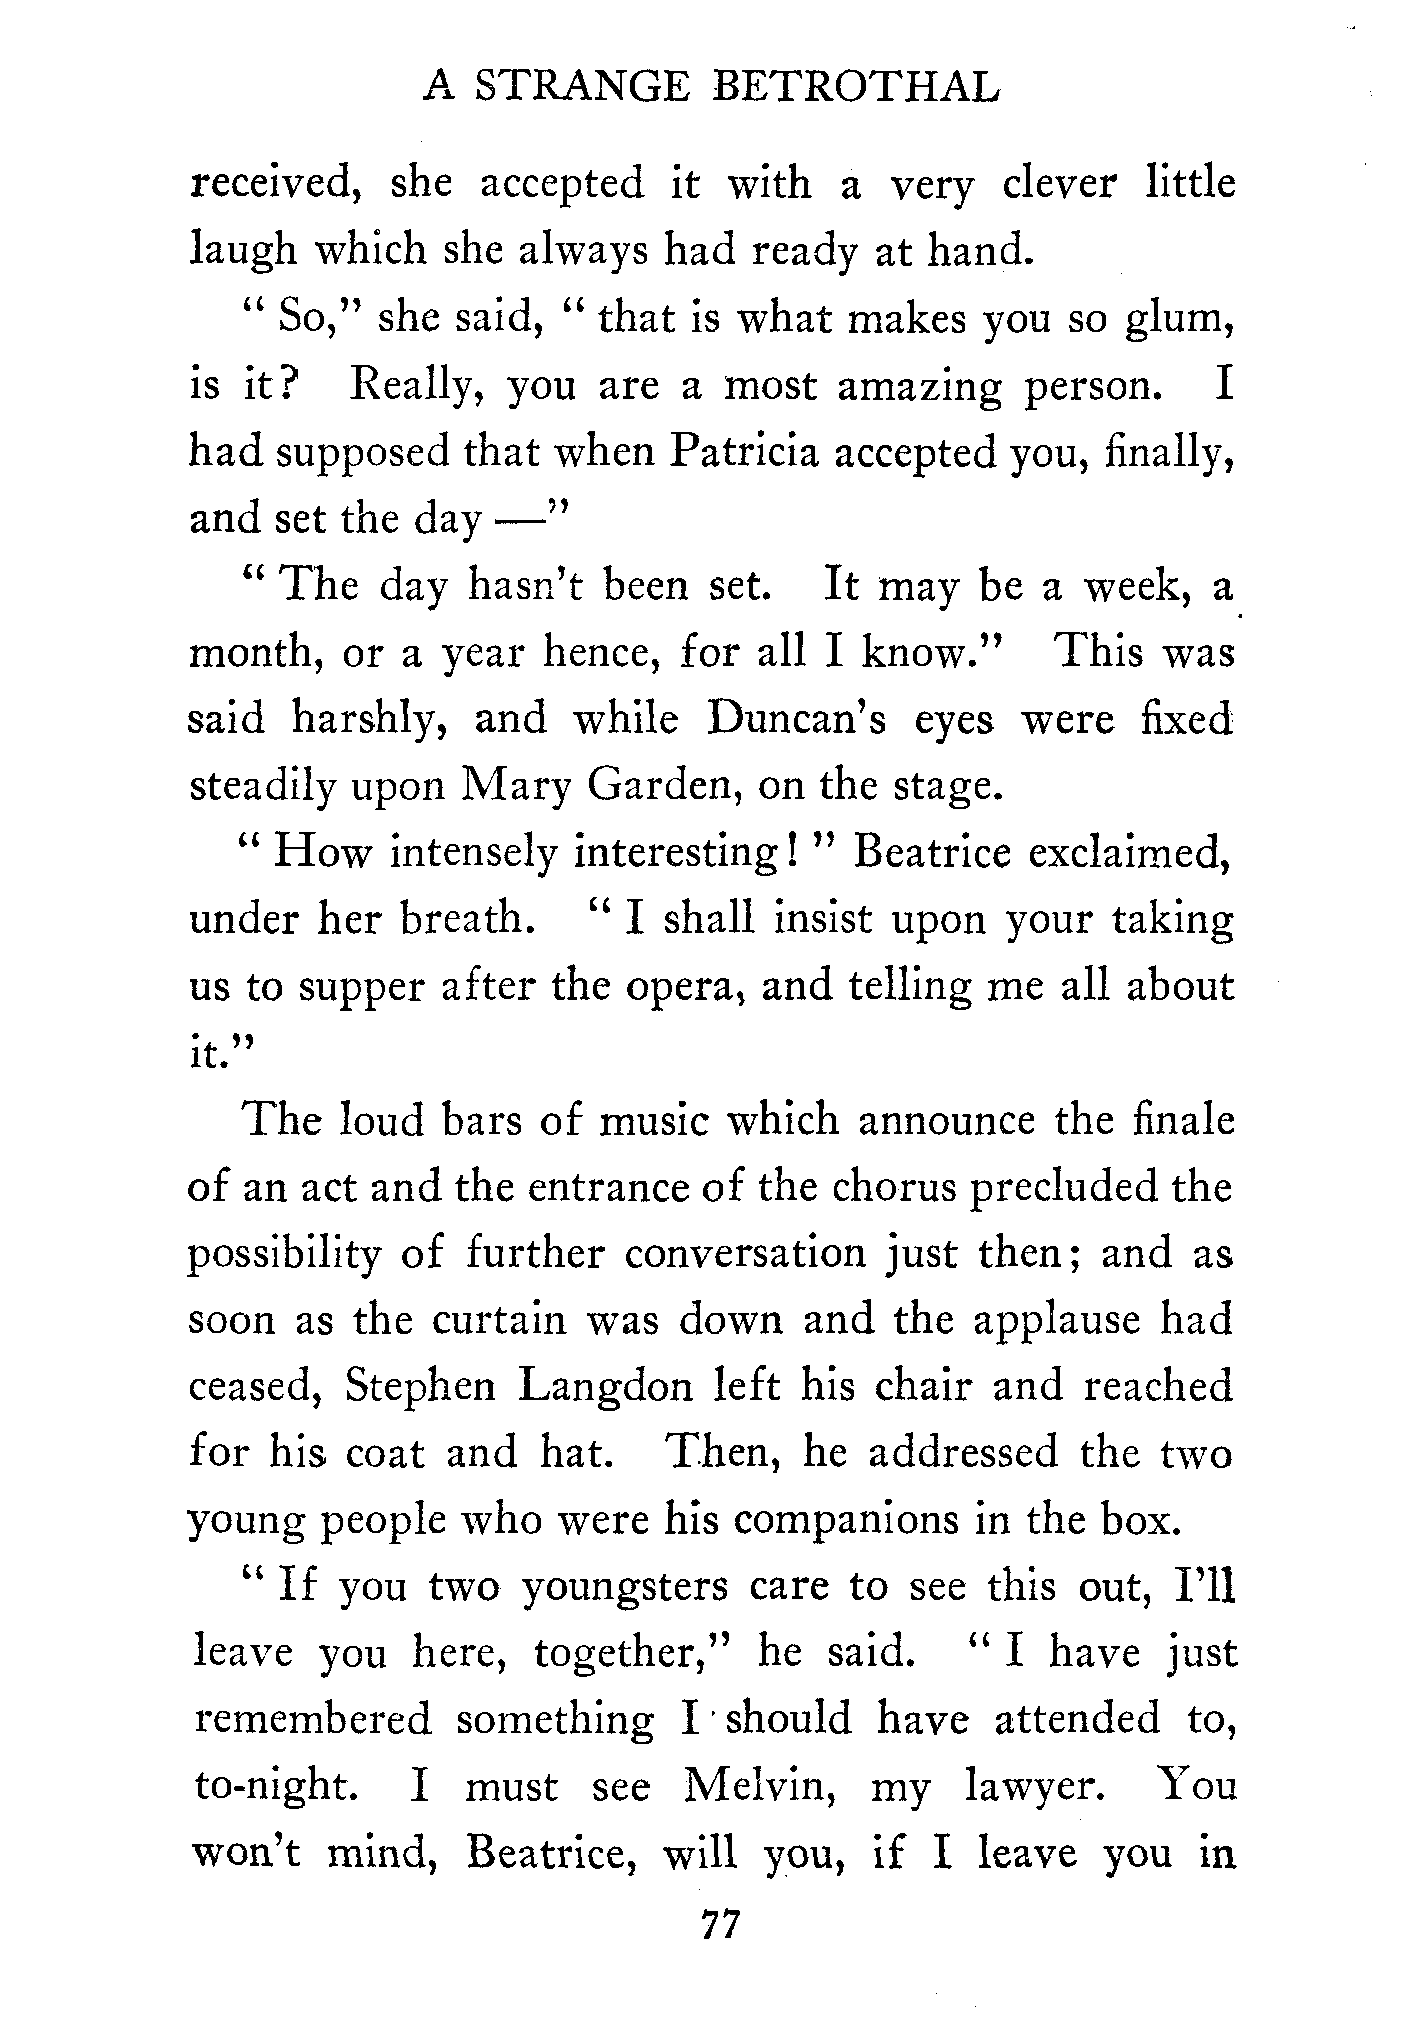 A STRANGE BETROTHAL
received, she accepted it with a very clever little
laugh which she always had ready at hand.
“ So,” she said, “ that is what makes you so glum,
is it? Really, you are a most amazing person. I
had supposed that when Patricia accepted you, finally,
and set the day —”
“ The day hasn’t been set. It may be a week, a
month, or a year hence, for all I know.” This was
said harshly, and while Duncan’s eyes were fixed
steadily upon Mary Garden, on the stage.
“ How intensely interesting! ” Beatrice exclaimed,
under her breath. “ I shall insist upon your taking
us to supper after the opera, and telling me all about
it.”
The loud bars of music which announce the finale
of an act and the entrance of the chorus precluded the
possibility of further conversation just then; and as
soon as the curtain was down and the applause had
ceased, Stephen Langdon left his chair and reached
for his coat and hat. Then, he addressed the two
young people who were his companions in the box.
“ If you two youngsters care to see this out, I’ll
leave you here, together,” he said. “ I have just
remembered something I should have attended to,
to-night. I must see Melvin, my lawyer. You
won’t mind, Beatrice, will you, if I leave you in
77